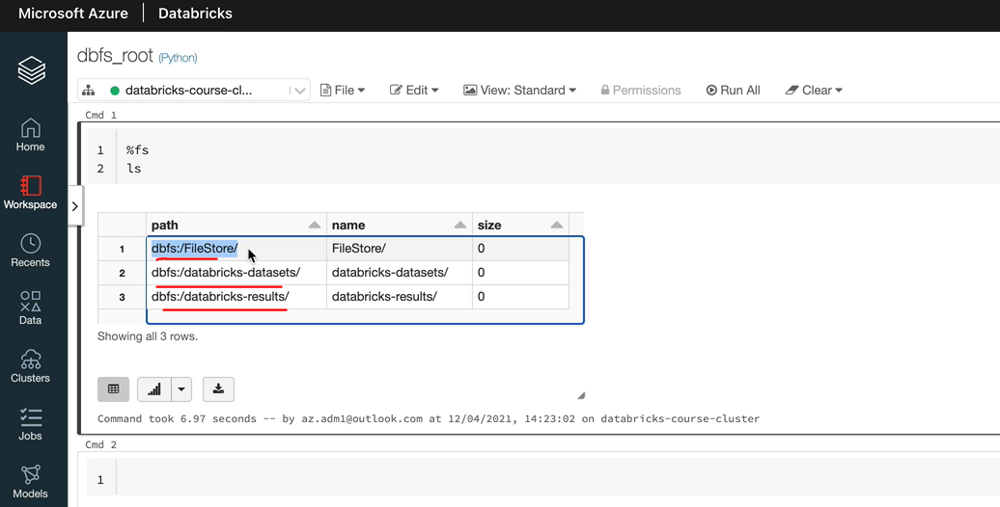 Microsoft Azure | Databricks
dbfs_root (Python)
databricks-course-cl... File Edit View: Standard Permissions Run All Clear
Home
Workspace
Recents
Data
Clusters
Jobs
Models
Cmd 1
1 %fs
2 ls
path name size
1 dbfs:/FileStore/ FileStore/ 0
2 dbfs:/databricks-datasets/ databricks-datasets/ 0
3 dbfs:/databricks-results/ databricks-results/ 0
Showing all 3 rows.
Command took 6.97 seconds -- by az.adm1@outlook.com at 12/04/2021, 14:23:02 on databricks-course-cluster
Cmd 2
1